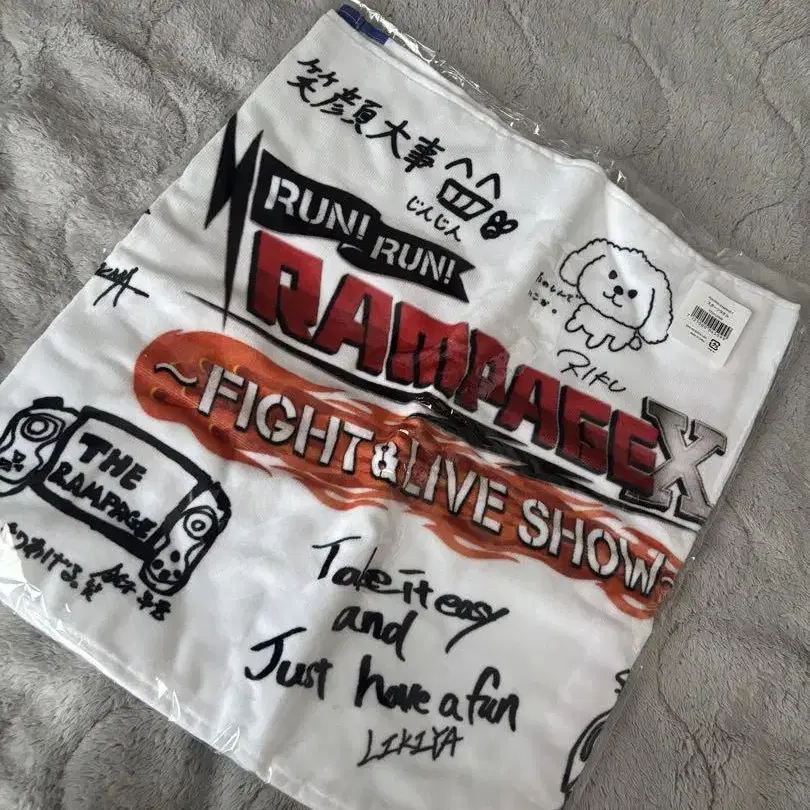 笑顔大事
じんじん
RUN! RUN!
RAMPAGE X
~FIGHT & LIVE SHOW~
RIKU
THE
RAMPAGE
Take it easy
and
Just have a fun
LIKIYA